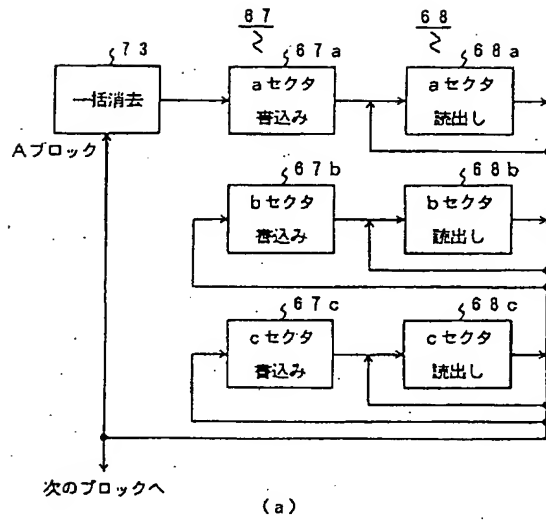 67
68
73
67a
68a
一括消去
aセクタ
書込み
aセクタ
読出し
Aブロック
67b
68b
bセクタ
書込み
bセクタ
読出し
67c
68c
cセクタ
書込み
cセクタ
読出し
次のブロックへ
(a)